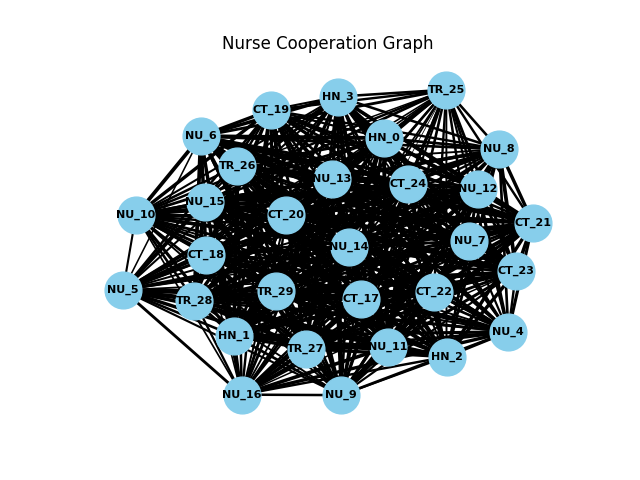 Nurse Cooperation Graph
TR_25
HN_3
CT_19
NU_6
HN_0
NU_8
TR_26
NU_13
CT_24
NU_12
NU_15
NU_10
CT_20
CT_21
NU_7
NU_14
CT_18
CT_23
NU_5
TR_28
TR_29
CT_17
CT_22
NU_4
HN_1
TR_27
NU_11
HN_2
NU_16
NU_9